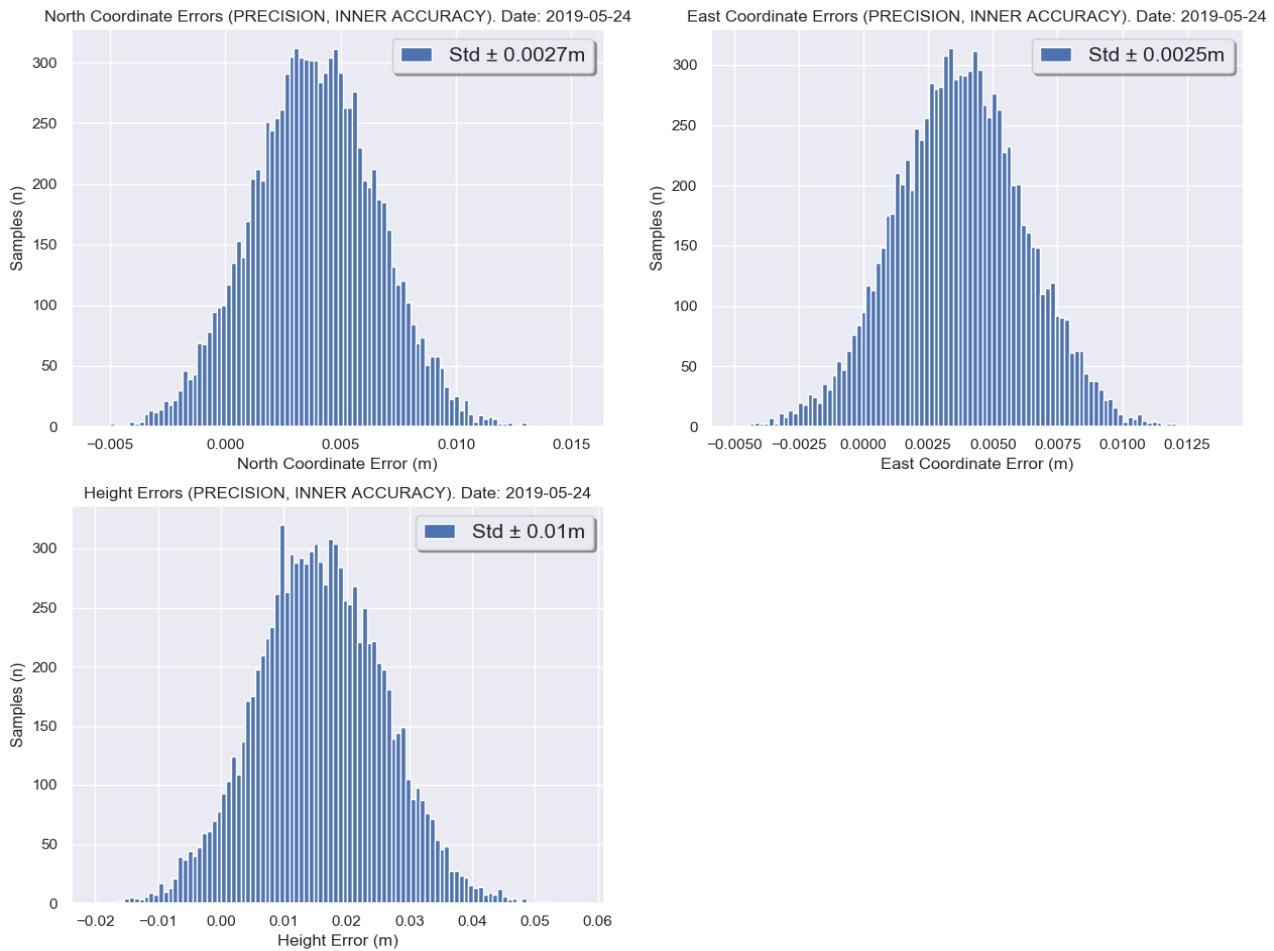 North Coordinate Errors (PRECISION, INNER ACCURACY). Date: 2019-05-24
Std ± 0.0027m
300
250
200
150
100
50
0
Samples (n)
−0.005 0.000 0.005 0.010 0.015
North Coordinate Error (m)
East Coordinate Errors (PRECISION, INNER ACCURACY). Date: 2019-05-24
Std ± 0.0025m
300
250
200
150
100
50
0
Samples (n)
−0.0050 −0.0025 0.0000 0.0025 0.0050 0.0075 0.0100 0.0125
East Coordinate Error (m)
Height Errors (PRECISION, INNER ACCURACY). Date: 2019-05-24
Std ± 0.01m
300
250
200
150
100
50
0
Samples (n)
−0.02 −0.01 0.00 0.01 0.02 0.03 0.04 0.05 0.06
Height Error (m)